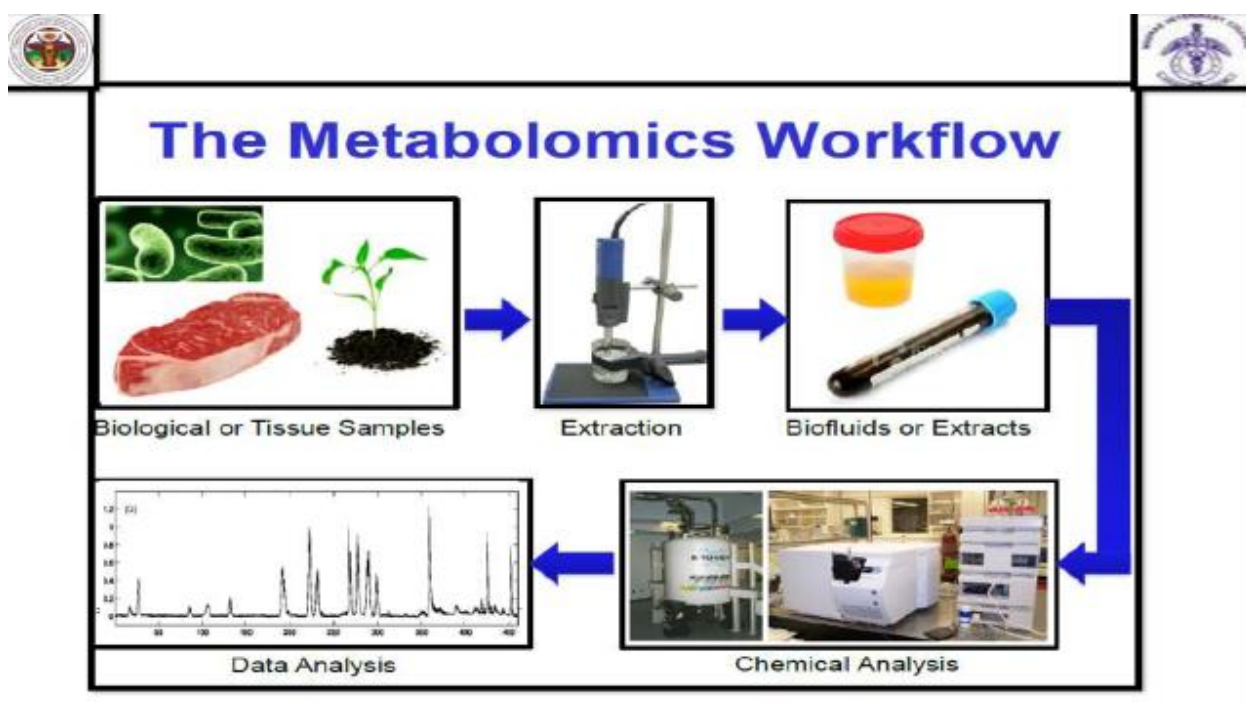 The Metabolomics Workflow
Biological or Tissue Samples
Extraction
Biofluids or Extracts
Data Analysis
Chemical Analysis